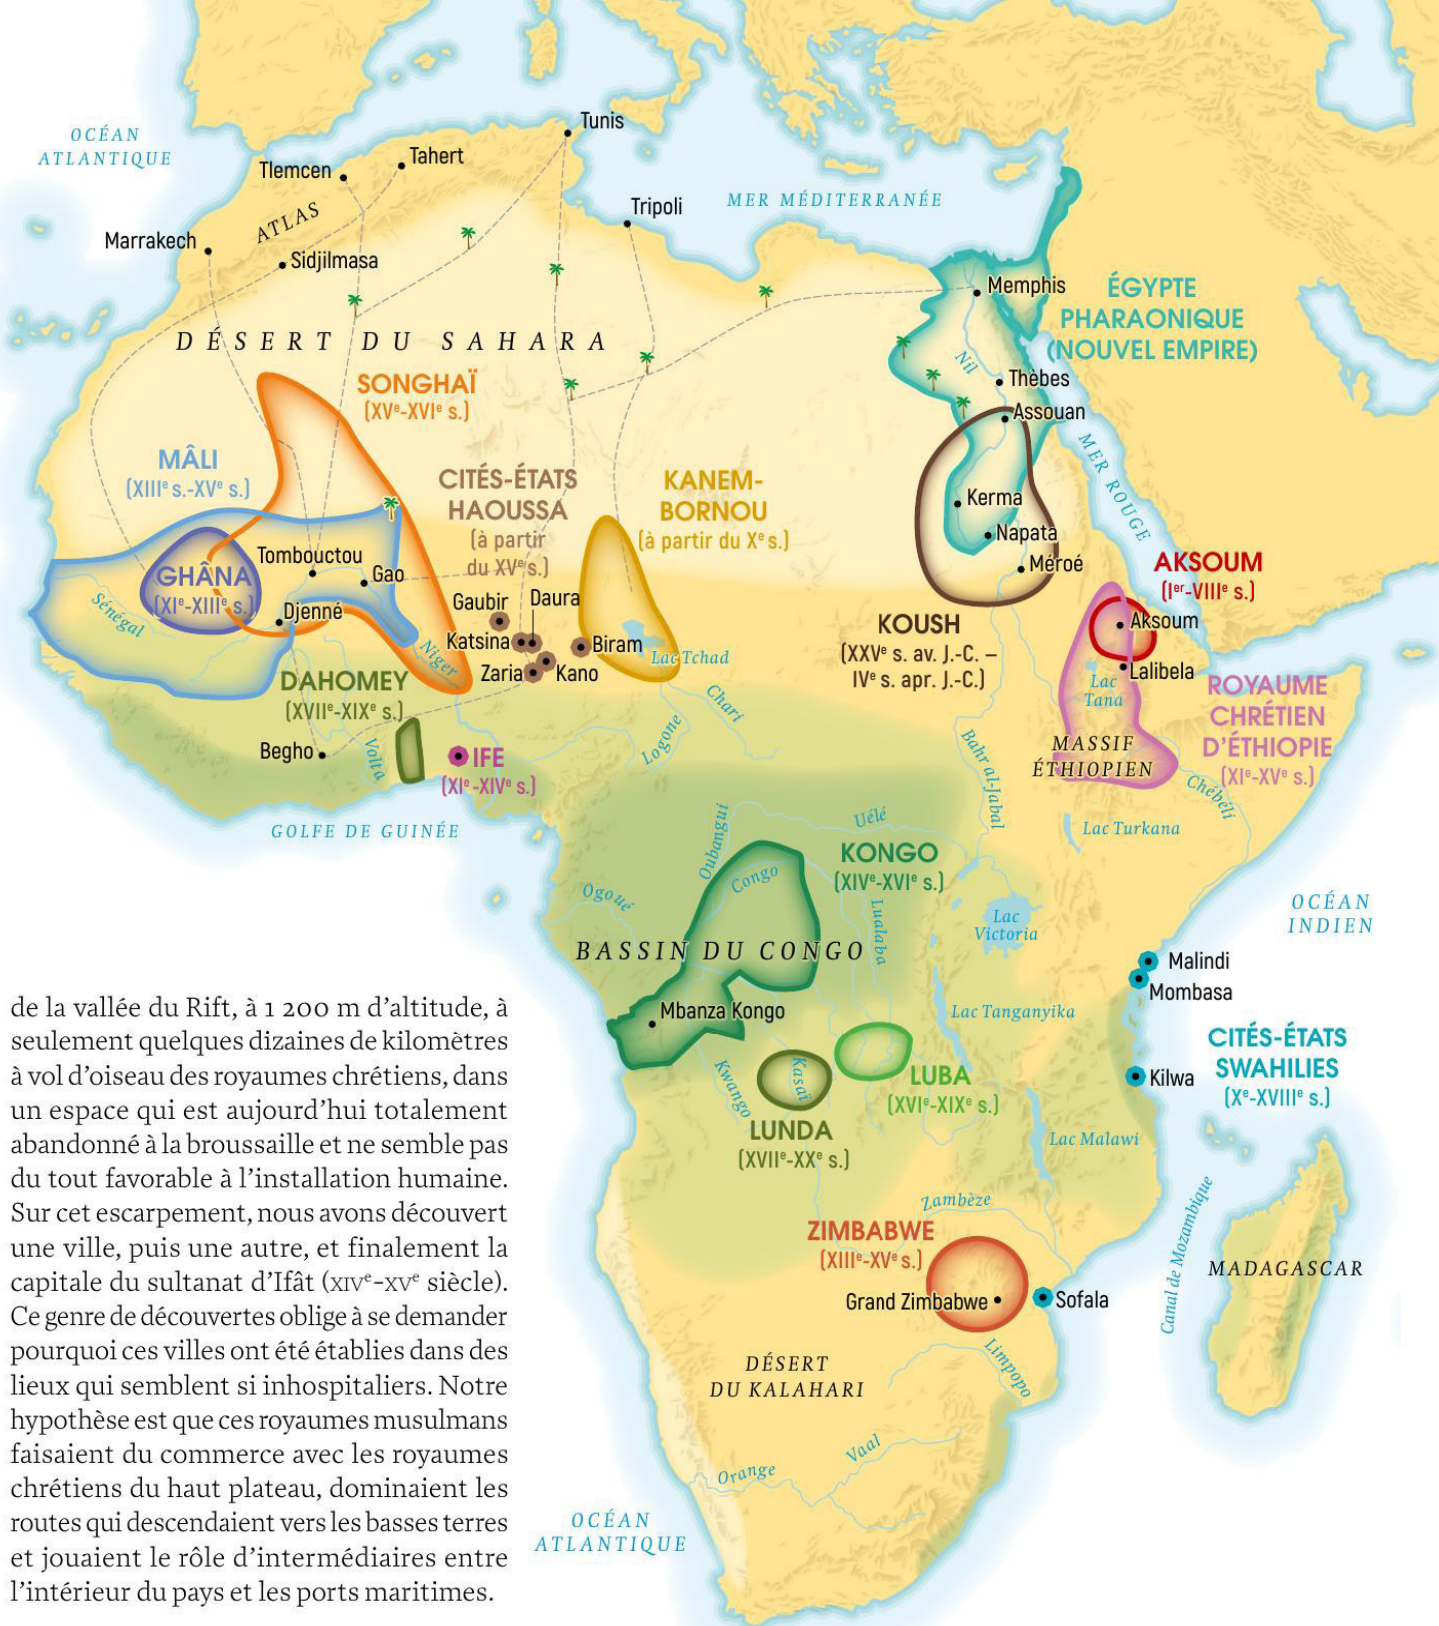 OCÉAN
ATLANTIQUE
Tunis
Tahert
Tlemcen
ATLAS
Tripoli
MER MÉDITERRANÉE
Marrakech
Sidjilmasa
Memphis
ÉGYPTE
PHARAONIQUE
(NOUVEL EMPIRE)
DÉSERT DU SAHARA
Nil
Thèbes
SONGHAÏ
(XVe-XVIe s.)
Assouan
MER ROUGE
MÂLI
(XIIIe s.-XVe s.)
CITÉS-ÉTATS
HAOUSSA
(à partir
du XVe s.)
KANEM-
BORNOU
(à partir du Xe s.)
Kerma
Napata
Méroé
Tombouctou
Gao
GHÂNA
(XIe-XIIIe s.)
Djenné
Sénégal
Niger
AKSOUM
(Ier-VIIIe s.)
Aksoum
Lalibela
Gaubir
Daura
Katsina
Biram
Zaria
Kano
Lac Tchad
KOUSH
(XXVe s. av. J.-C. –
IVe s. apr. J.-C.)
Lac
Tana
ROYAUME
CHRÉTIEN
D’ÉTHIOPIE
(XIe-XVe s.)
DAHOMEY
(XVIIe-XIXe s.)
Chari
Logone
Begho
Volta
IFE
(XIe-XIVe s.)
Bahr al-Jabal
MASSIF
ÉTHIOPIEN
Chébéli
GOLFE DE GUINÉE
Oubangui
Uélé
Lac Turkana
KONGO
(XIVe-XVIe s.)
Congo
Ogoué
Lualaba
Lac
Victoria
OCÉAN
INDIEN
BASSIN DU CONGO
Malindi
Mombasa
Mbanza Kongo
Lac Tanganyika
CITÉS-ÉTATS
SWAHILIES
(Xe-XVIIIe s.)
Kilwa
Kwango
Kasaï
LUBA
(XVIe-XIXe s.)
LUNDA
(XVIIe-XXe s.)
Lac Malawi
Zambèze
Canal de Mozambique
ZIMBABWE
(XIIIe-XVe s.)
MADAGASCAR
Grand Zimbabwe
Sofala
DÉSERT
DU KALAHARI
Limpopo
Vaal
Orange
OCÉAN
ATLANTIQUE
de la vallée du Rift, à 1 200 m d’altitude, à
seulement quelques dizaines de kilomètres
à vol d’oiseau des royaumes chrétiens, dans
un espace qui est aujourd’hui totalement
abandonné à la broussaille et ne semble pas
du tout favorable à l’installation humaine.
Sur cet escarpement, nous avons découvert
une ville, puis une autre, et finalement la
capitale du sultanat d’Ifât (XIVe-XVe siècle).
Ce genre de découvertes oblige à se demander
pourquoi ces villes ont été établies dans des
lieux qui semblent si inhospitaliers. Notre
hypothèse est que ces royaumes musulmans
faisaient du commerce avec les royaumes
chrétiens du haut plateau, dominaient les
routes qui descendaient vers les basses terres
et jouaient le rôle d’intermédiaires entre
l’intérieur du pays et les ports maritimes.